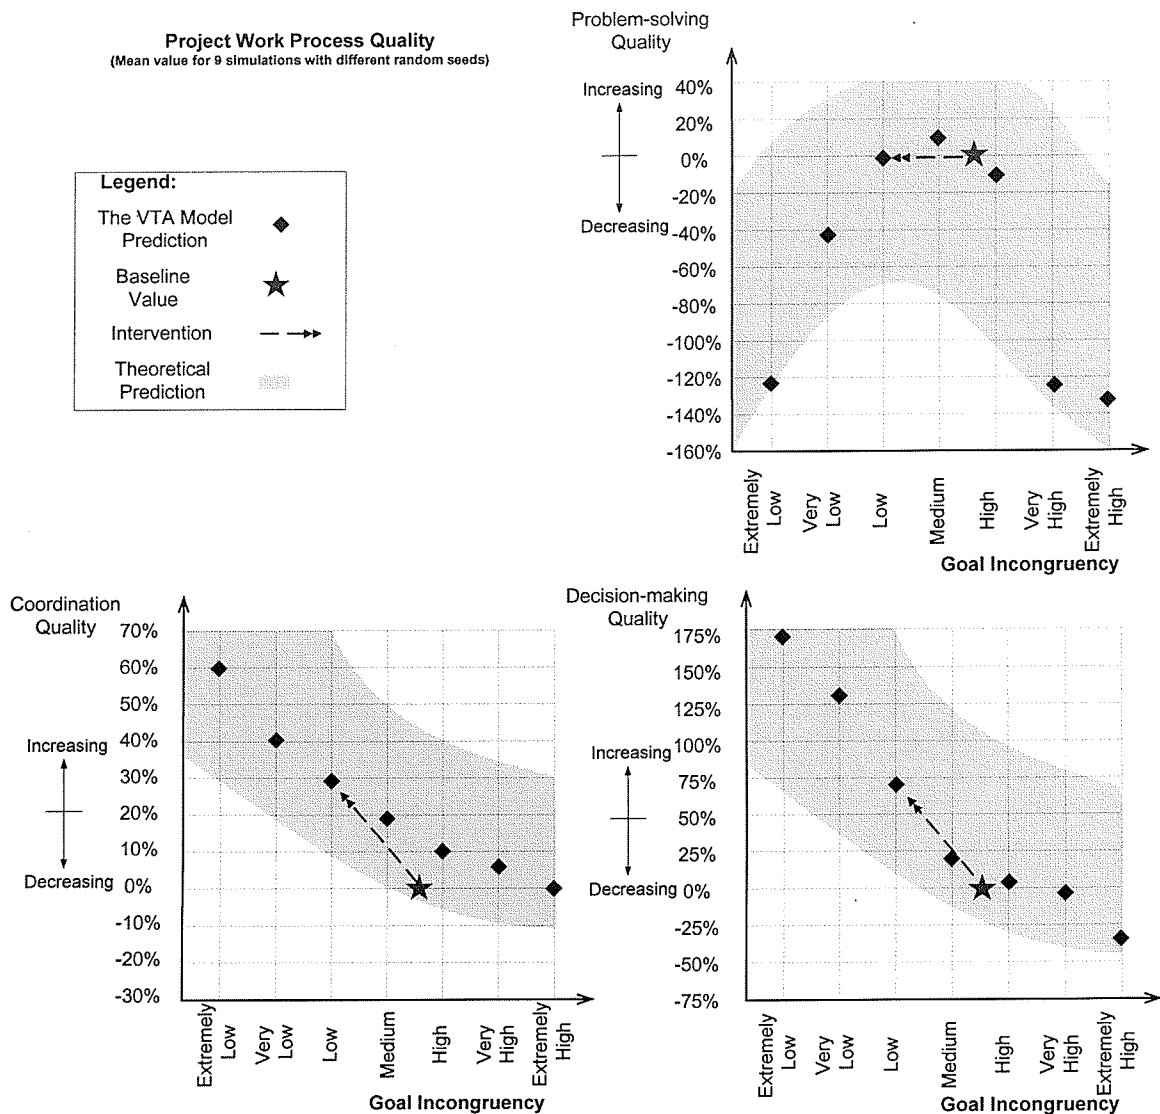 Project Work Process Quality
(Mean value for 9 simulations with different random seeds)
Legend:
The VTA Model
Prediction
Baseline
Value
Intervention
Theoretical
Prediction
Problem-solving
Quality
Increasing
Decreasing
40%
20%
0%
-20%
-40%
-60%
-80%
-100%
-120%
-140%
-160%
Extremely
Low
Very
Low
Low
Medium
High
Very
High
Extremely
High
Goal Incongruency
Coordination
Quality
Increasing
Decreasing
70%
60%
50%
40%
30%
20%
10%
0%
-10%
-20%
-30%
Extremely
Low
Very
Low
Low
Medium
High
Very
High
Extremely
High
Goal Incongruency
Decision-making
Quality
Increasing
Decreasing
175%
150%
125%
100%
75%
50%
25%
0%
-25%
-50%
-75%
Extremely
Low
Very
Low
Low
Medium
High
Very
High
Extremely
High
Goal Incongruency